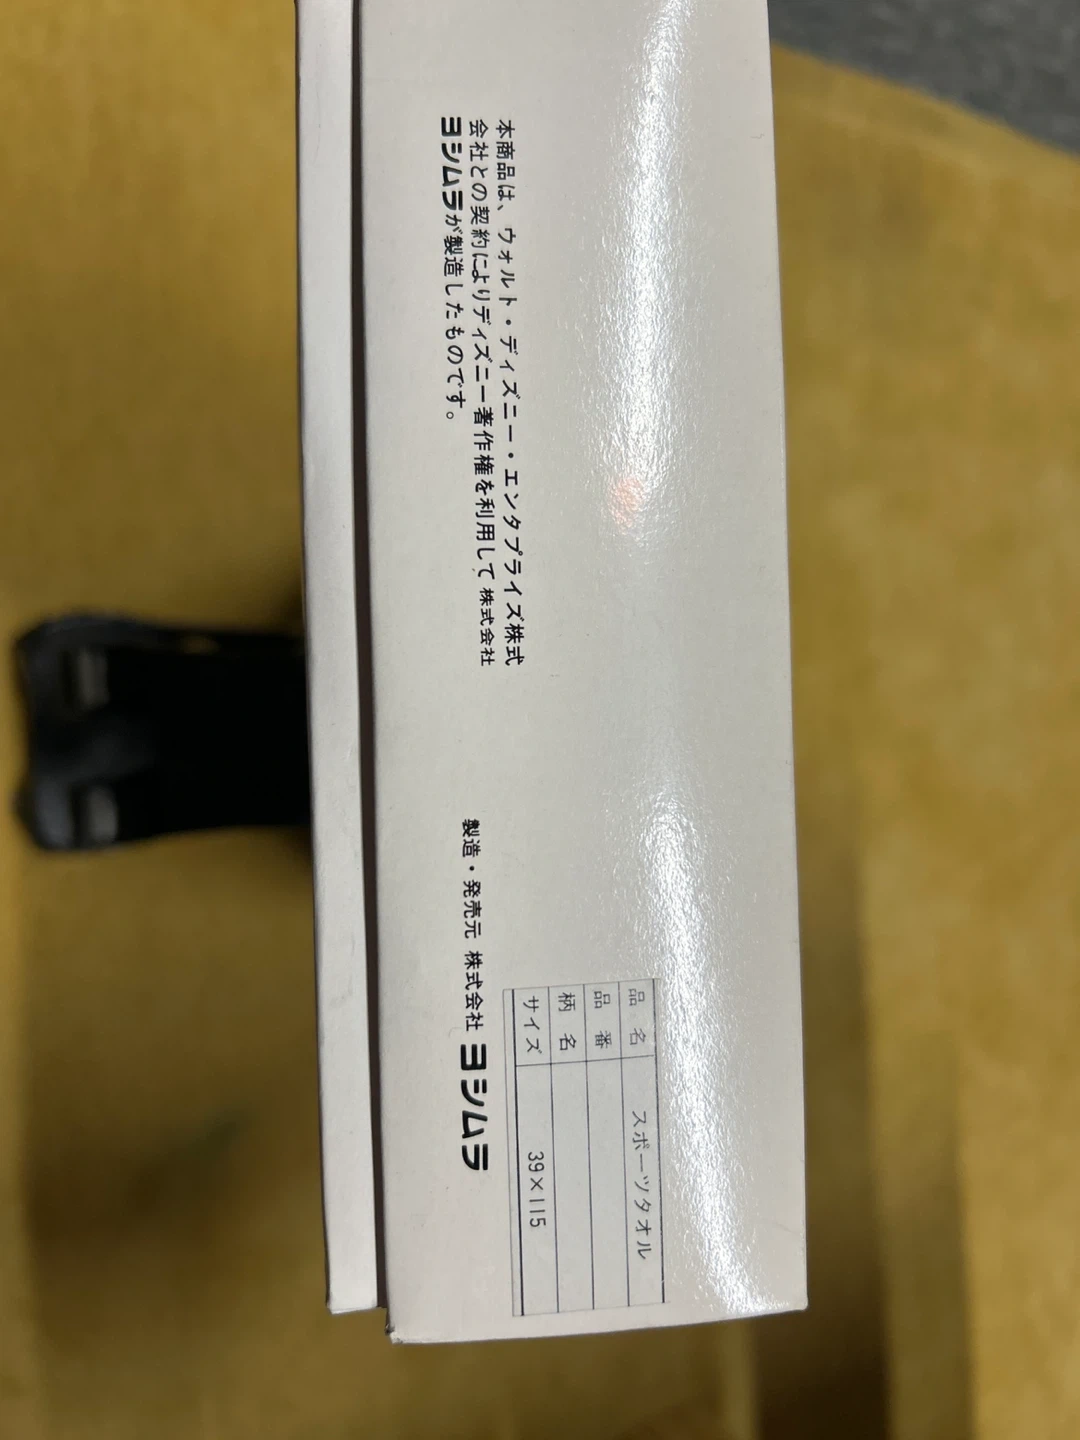 本商品は、ウォルト・ディズニー・エンタプライズ株式
会社との契約によりディズニー著作権を利用して 株式会社
ヨシムラが製造したものです。
製造・発売元 株式会社 ヨシムラ
品名 スポーツタオル
品番
柄名
サイズ 39×115